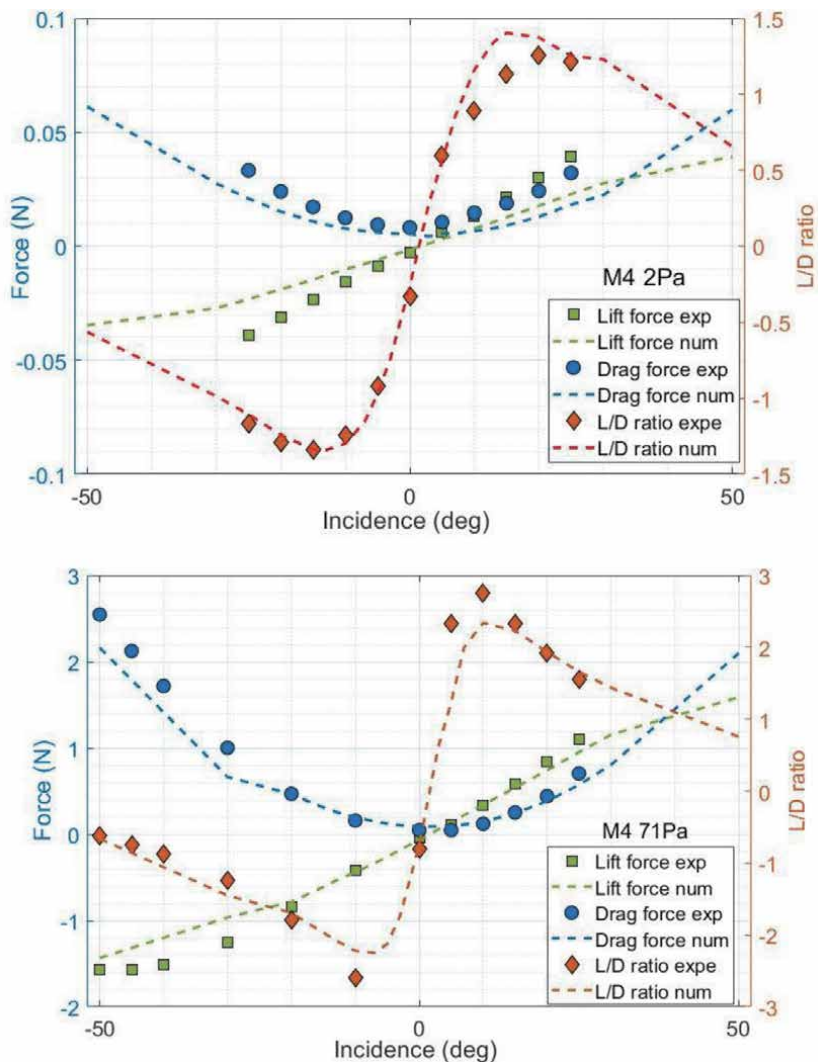 0.1
0.05
0
-0.05
-0.1
Force (N)
1.5
1
0.5
0
-0.5
-1
-1.5
L/D ratio
M4 2Pa
Lift force exp
Lift force num
Drag force exp
Drag force num
L/D ratio expe
L/D ratio num
-50
0
50
Incidence (deg)
3
2
1
0
-1
-2
Force (N)
3
2
1
0
-1
-2
-3
L/D ratio
M4 71Pa
Lift force exp
Lift force num
Drag force exp
Drag force num
L/D ratio expe
L/D ratio num
-50
0
50
Incidence (deg)